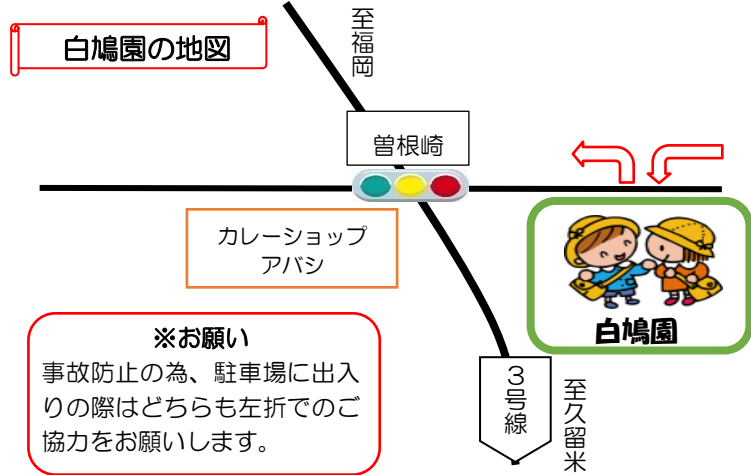 白鳩園の地図
至福岡
曽根崎
カレーショップ
アバシ
白鳩園
※お願い
事故防止の為、駐車場に出入
りの際はどちらも左折でのご
協力をお願いします。
3号線
至久留米